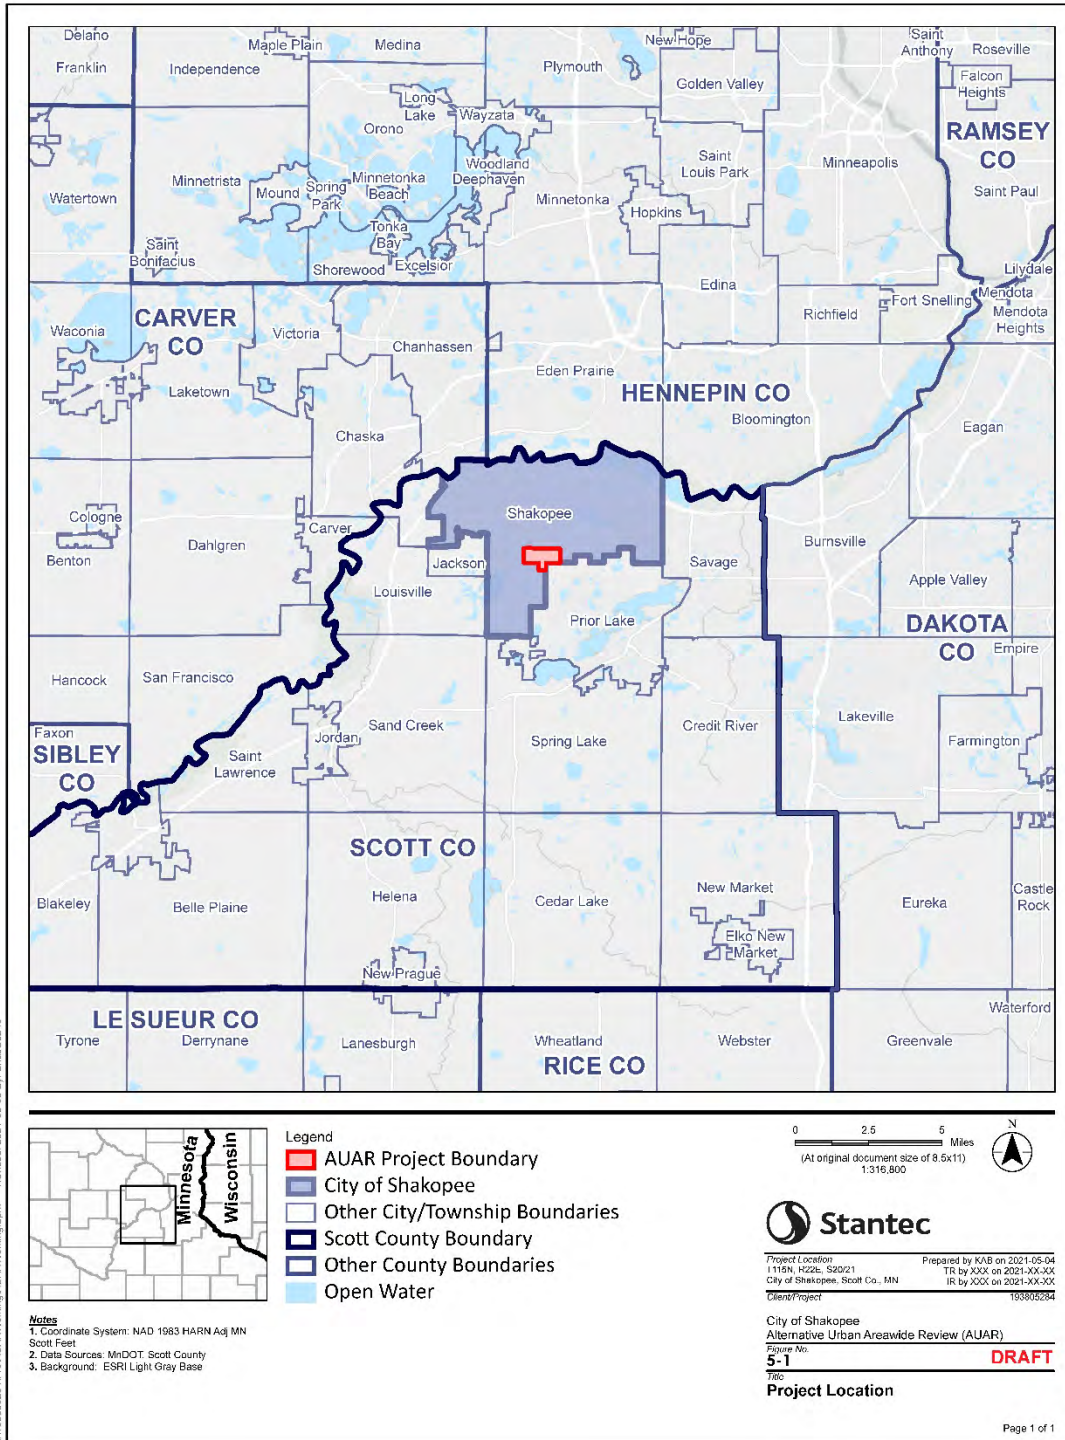 Delano
Maple Plain
Medina
New Hope
Saint
Anthony
Roseville
Franklin
Independence
Plymouth
Golden Valley
Falcon
Heights
Long
Lake
Wayzata
Orono
RAMSEY
CO
Woodland
Saint
Louis Park
Minneapolis
Minnetrista
Mound
Spring
Park
Minnetonka
Beach
Deephaven
Minnetonka
Saint Paul
Watertown
Hopkins
Tonka
Bay
Saint
Bonifacius
Shorewood
Excelsior
Lilydale
Edina
Fort Snelling
Mendota
Mendota
Heights
Richfield
CARVER
CO
Waconia
Victoria
Chanhassen
Laketown
Eden Prairie
HENNEPIN CO
Bloomington
Eagan
Chaska
Shakopee
Cologne
Carver
Dahlgren
Burnsville
Benton
Jackson
Savage
Apple Valley
Louisville
Prior Lake
DAKOTA
CO
Empire
Hancock
San Francisco
Sand Creek
Credit River
Lakeville
Faxon
SIBLEY
CO
Jordan
Spring Lake
Farmington
Saint
Lawrence
SCOTT CO
Blakeley
Belle Plaine
Helena
Cedar Lake
New Market
Eureka
Castle
Rock
Elko New
Market
New Prague
LE SUEUR CO
Waterford
Tyrone
Derrynane
Lanesburgh
Wheatland
Webster
Greenvale
RICE CO
Minnesota
Wisconsin
Legend
AUAR Project Boundary
City of Shakopee
Other City/Township Boundaries
Scott County Boundary
Other County Boundaries
Open Water
0 2.5 5
Miles
(At original document size of 8.5x11)
1:316,800
N
Stantec
Project Location
T115N, R22E, S20/21
City of Shakopee, Scott Co., MN
Prepared by KAB on 2021-05-04
TR by XXX on 2021-XX-XX
IR by XXX on 2021-XX-XX
Client/Project 193805284
City of Shakopee
Alternative Urban Areawide Review (AUAR)
Figure No.
5-1 DRAFT
Title
Project Location
Notes
1. Coordinate System: NAD 1983 HARN Adj MN
Scott Feet
2. Data Sources: MnDOT, Scott County
3. Background: ESRI Light Gray Base
Page 1 of 1